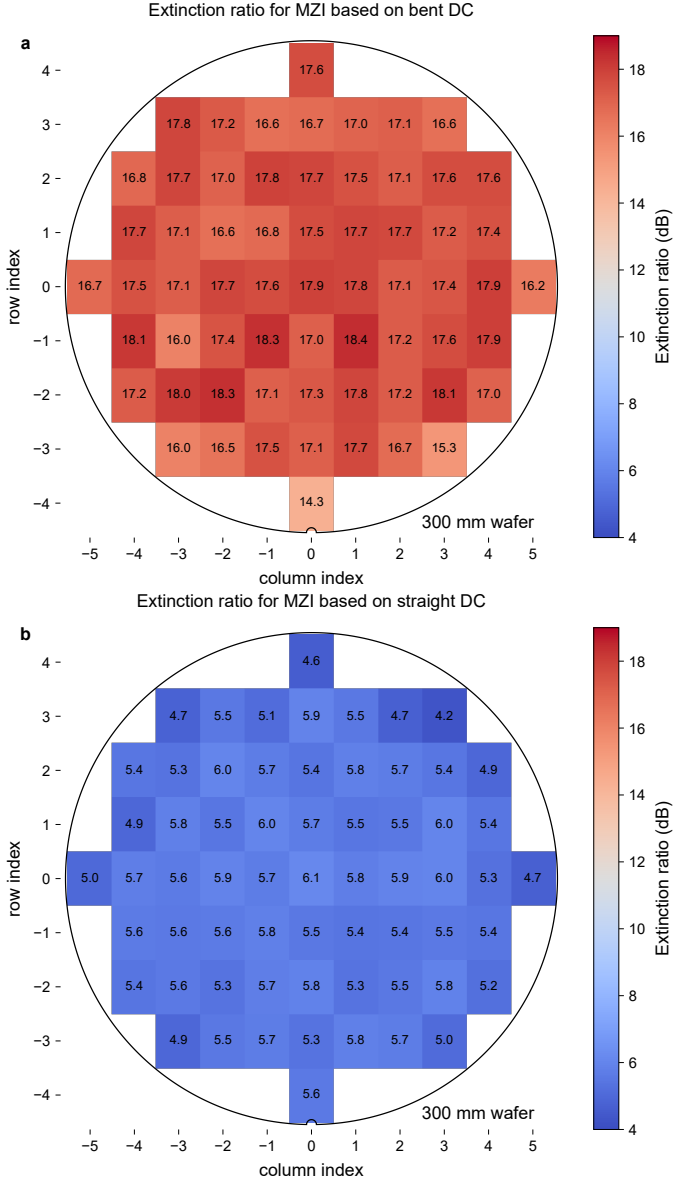 Extinction ratio for MZI based on bent DC
a
4 17.6
3 17.8 17.2 16.6 16.7 17.0 17.1 16.6
2 16.8 17.7 17.0 17.8 17.7 17.5 17.1 17.6 17.6
1 17.7 17.1 16.6 16.8 17.5 17.7 17.7 17.2 17.4
0 16.7 17.5 17.1 17.7 17.6 17.9 17.8 17.1 17.4 17.9 16.2
−1 18.1 16.0 17.4 18.3 17.0 18.4 17.2 17.6 17.9
−2 17.2 18.0 18.3 17.1 17.3 17.8 17.2 18.1 17.0
−3 16.0 16.5 17.5 17.1 17.7 16.7 15.3
−4 14.3
300 mm wafer
−5 −4 −3 −2 −1 0 1 2 3 4 5
column index
row index
18
16
14
12
10
8
6
4
Extinction ratio (dB)
Extinction ratio for MZI based on straight DC
b
4 4.6
3 4.7 5.5 5.1 5.9 5.5 4.7 4.2
2 5.4 5.3 6.0 5.7 5.4 5.8 5.7 5.4 4.9
1 4.9 5.8 5.5 6.0 5.7 5.5 5.5 6.0 5.4
0 5.0 5.7 5.6 5.9 5.7 6.1 5.8 5.9 6.0 5.3 4.7
−1 5.6 5.6 5.6 5.8 5.5 5.4 5.4 5.5 5.4
−2 5.4 5.6 5.3 5.7 5.8 5.3 5.5 5.8 5.2
−3 4.9 5.5 5.7 5.3 5.8 5.7 5.0
−4 5.6
300 mm wafer
−5 −4 −3 −2 −1 0 1 2 3 4 5
column index
row index
18
16
14
12
10
8
6
4
Extinction ratio (dB)